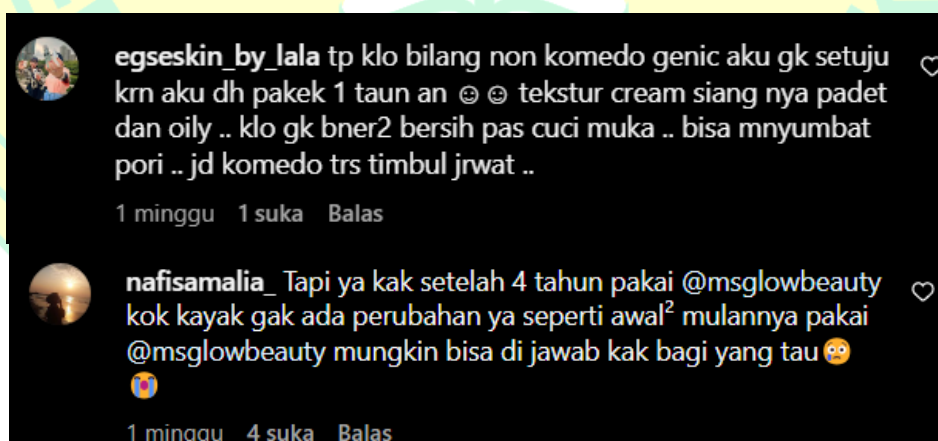 egseskin_by_lala tp klo bilang non komedo genic aku gk setuju
krn aku dh pakek 1 taun an ☺☺ tekstur cream siang nya padet
dan oily .. klo gk bner2 bersih pas cuci muka .. bisa mnyumbat
pori .. jd komedo trs timbul jrwat ..
1 minggu 1 suka Balas
nafisamalia_ Tapi ya kak setelah 4 tahun pakai @msglowbeauty
kok kayak gak ada perubahan ya seperti awal² mulannya pakai
@msglowbeauty mungkin bisa di jawab kak bagi yang tau😢
😭
1 minggu 4 suka Balas